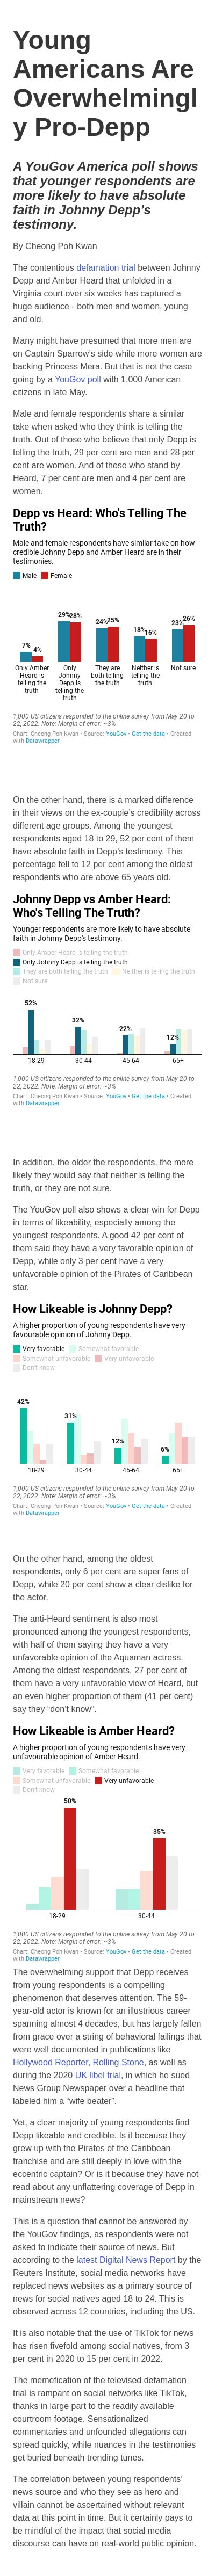 Young
Americans Are
Overwhelmingl
y Pro-Depp
A YouGov America poll shows
that younger respondents are
more likely to have absolute
faith in Johnny Depp’s
testimony.
By Cheong Poh Kwan
The contentious defamation trial between Johnny
Depp and Amber Heard that unfolded in a
Virginia court over six weeks has captured a
huge audience - both men and women, young
and old.
Many might have presumed that more men are
on Captain Sparrow’s side while more women are
backing Princess Mera. But that is not the case
going by a YouGov poll with 1,000 American
citizens in late May.
Male and female respondents share a similar
take when asked who they think is telling the
truth. Out of those who believe that only Depp is
telling the truth, 29 per cent are men and 28 per
cent are women. And of those who stand by
Heard, 7 per cent are men and 4 per cent are
women.
Depp vs Heard: Who's Telling The
Truth?
Male and female respondents have similar take on how
credible Johnny Depp and Amber Heard are in their
testimonies.
Male Female
7% 4% 29% 28% 24% 25% 18% 16% 23% 26%
Only Amber Heard is telling the truth
Only Johnny Depp is telling the truth
They are both telling the truth
Neither is telling the truth
Not sure
1,000 US citizens responded to the online survey from May 20 to
22, 2022. Note: Margin of error: ~3%
Chart: Cheong Poh Kwan • Source: YouGov • Get the data • Created
with Datawrapper
On the other hand, there is a marked difference
in their views on the ex-couple’s credibility across
different age groups. Among the youngest
respondents aged 18 to 29, 52 per cent of them
have absolute faith in Depp’s testimony. This
percentage fell to 12 per cent among the oldest
respondents who are above 65 years old.
Johnny Depp vs Amber Heard:
Who's Telling The Truth?
Younger respondents are more likely to have absolute
faith in Johnny Depp's testimony.
Only Amber Heard is telling the truth
Only Johnny Depp is telling the truth
They are both telling the truth Neither is telling the truth
Not sure
52% 32% 22% 12%
18-29 30-44 45-64 65+
1,000 US citizens responded to the online survey from May 20 to
22, 2022. Note: Margin of error: ~3%
Chart: Cheong Poh Kwan • Source: YouGov • Get the data • Created
with Datawrapper
In addition, the older the respondents, the more
likely they would say that neither is telling the
truth, or they are not sure.
The YouGov poll also shows a clear win for Depp
in terms of likeability, especially among the
youngest respondents. A good 42 per cent of
them said they have a very favorable opinion of
Depp, while only 3 per cent have a very
unfavorable opinion of the Pirates of Caribbean
star.
How Likeable is Johnny Depp?
A higher proportion of young respondents have very
favourable opinion of Johnny Depp.
Very favorable Somewhat favorable
Somewhat unfavorable Very unfavorable
Don't know
42% 31% 12% 6%
18-29 30-44 45-64 65+
1,000 US citizens responded to the online survey from May 20 to
22, 2022. Note: Margin of error: ~3%
Chart: Cheong Poh Kwan • Source: YouGov • Get the data • Created
with Datawrapper
On the other hand, among the oldest
respondents, only 6 per cent are super fans of
Depp, while 20 per cent show a clear dislike for
the actor.
The anti-Heard sentiment is also most
pronounced among the youngest respondents,
with half of them saying they have a very
unfavorable opinion of the Aquaman actress.
Among the oldest respondents, 27 per cent of
them have a very unfavorable view of Heard, but
an even higher proportion of them (41 per cent)
say they “don’t know”.
How Likeable is Amber Heard?
A higher proportion of young respondents have very
unfavourable opinion of Amber Heard.
Very favorable Somewhat favorable
Somewhat unfavorable Very unfavorable
Don't know
50% 35%
18-29 30-44
1,000 US citizens responded to the online survey from May 20 to
22, 2022. Note: Margin of error: ~3%
Chart: Cheong Poh Kwan • Source: YouGov • Get the data • Created
with Datawrapper
The overwhelming support that Depp receives
from young respondents is a compelling
phenomenon that deserves attention. The 59-
year-old actor is known for an illustrious career
spanning almost 4 decades, but has largely fallen
from grace over a string of behavioral failings that
were well documented in publications like
Hollywood Reporter, Rolling Stone, as well as
during the 2020 UK libel trial, in which he sued
News Group Newspaper over a headline that
labeled him a “wife beater”.
Yet, a clear majority of young respondents find
Depp likeable and credible. Is it because they
grew up with the Pirates of the Caribbean
franchise and are still deeply in love with the
eccentric captain? Or is it because they have not
read about any unflattering coverage of Depp in
mainstream news?
This is a question that cannot be answered by
the YouGov findings, as respondents were not
asked to indicate their source of news. But
according to the latest Digital News Report by the
Reuters Institute, social media networks have
replaced news websites as a primary source of
news for social natives aged 18 to 24. This is
observed across 12 countries, including the US.
It is also notable that the use of TikTok for news
has risen fivefold among social natives, from 3
per cent in 2020 to 15 per cent in 2022.
The memefication of the televised defamation
trial is rampant on social networks like TikTok,
thanks in large part to the readily available
courtroom footage. Sensationalized
commentaries and unfounded allegations can
spread quickly, while nuances in the testimonies
get buried beneath trending tunes.
The correlation between young respondents’
news source and who they see as hero and
villain cannot be ascertained without relevant
data at this point in time. But it certainly pays to
be mindful of the impact that social media
discourse can have on real-world public opinion.